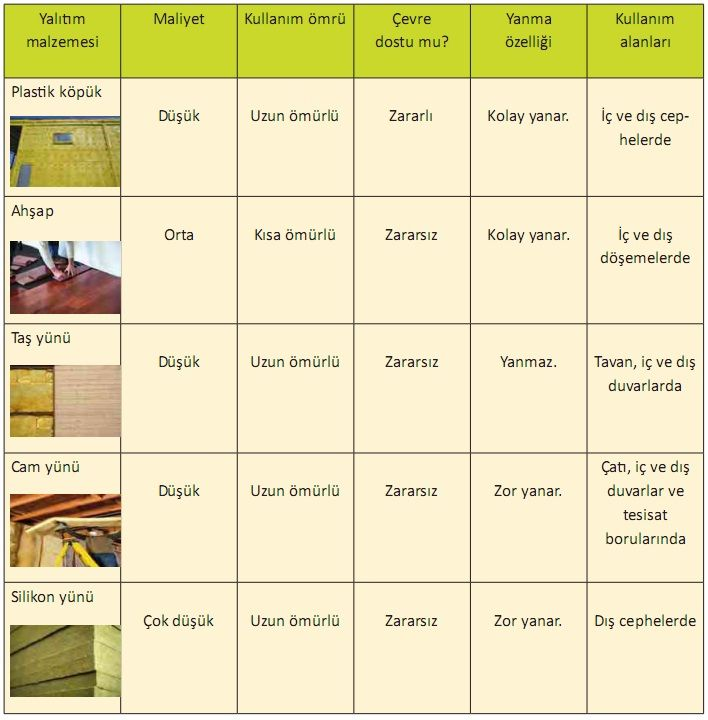 Yalıtım malzemesi
Maliyet
Kullanım ömrü
Çevre dostu mu?
Yanma özelliği
Kullanım alanları
Plastik köpük
Düşük
Uzun ömürlü
Zararlı
Kolay yanar.
İç ve dış cep-
helerde
Ahşap
Orta
Kısa ömürlü
Zararsız
Kolay yanar.
İç ve dış
döşemelerde
Taş yünü
Düşük
Uzun ömürlü
Zararsız
Yanmaz.
Tavan, iç ve dış
duvarlarda
Cam yünü
Düşük
Uzun ömürlü
Zararsız
Zor yanar.
Çatı, iç ve dış
duvarlar ve
tesisat
borularında
Silikon yünü
Çok düşük
Uzun ömürlü
Zararsız
Zor yanar.
Dış cephelerde